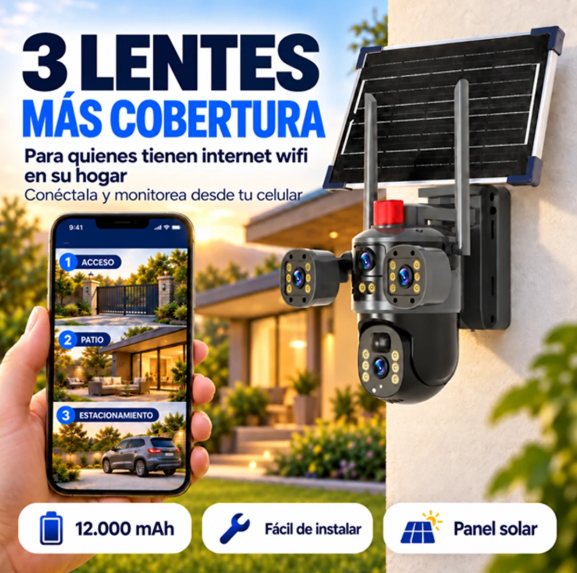 3 LENTES
MÁS COBERTURA
Para quienes tienen internet wifi
en su hogar
Conéctala y monitorea desde tu celular
9:41
1 ACCESO
2 PATIO
3 ESTACIONAMIENTO
12.000 mAh
Fácil de instalar
Panel solar